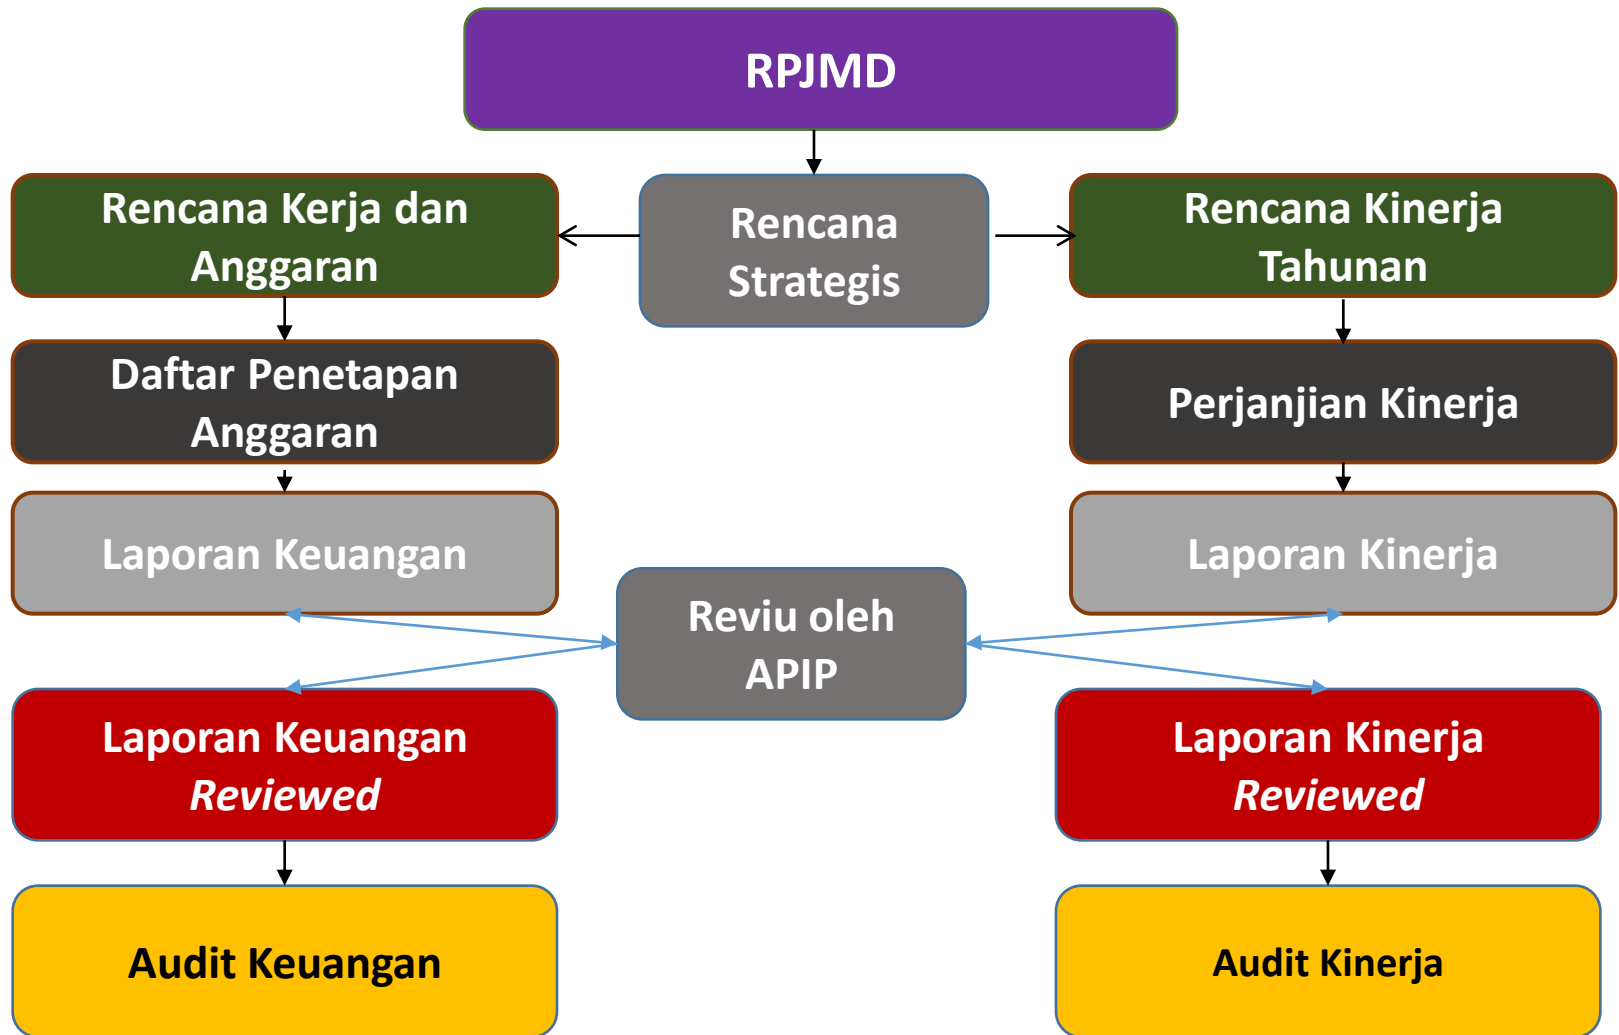 RPJMD
Rencana Kerja dan
Anggaran
Rencana
Strategis
Rencana Kinerja
Tahunan
Daftar Penetapan
Anggaran
Perjanjian Kinerja
Laporan Keuangan
Laporan Kinerja
Reviu oleh
APIP
Laporan Keuangan
Reviewed
Laporan Kinerja
Reviewed
Audit Keuangan
Audit Kinerja